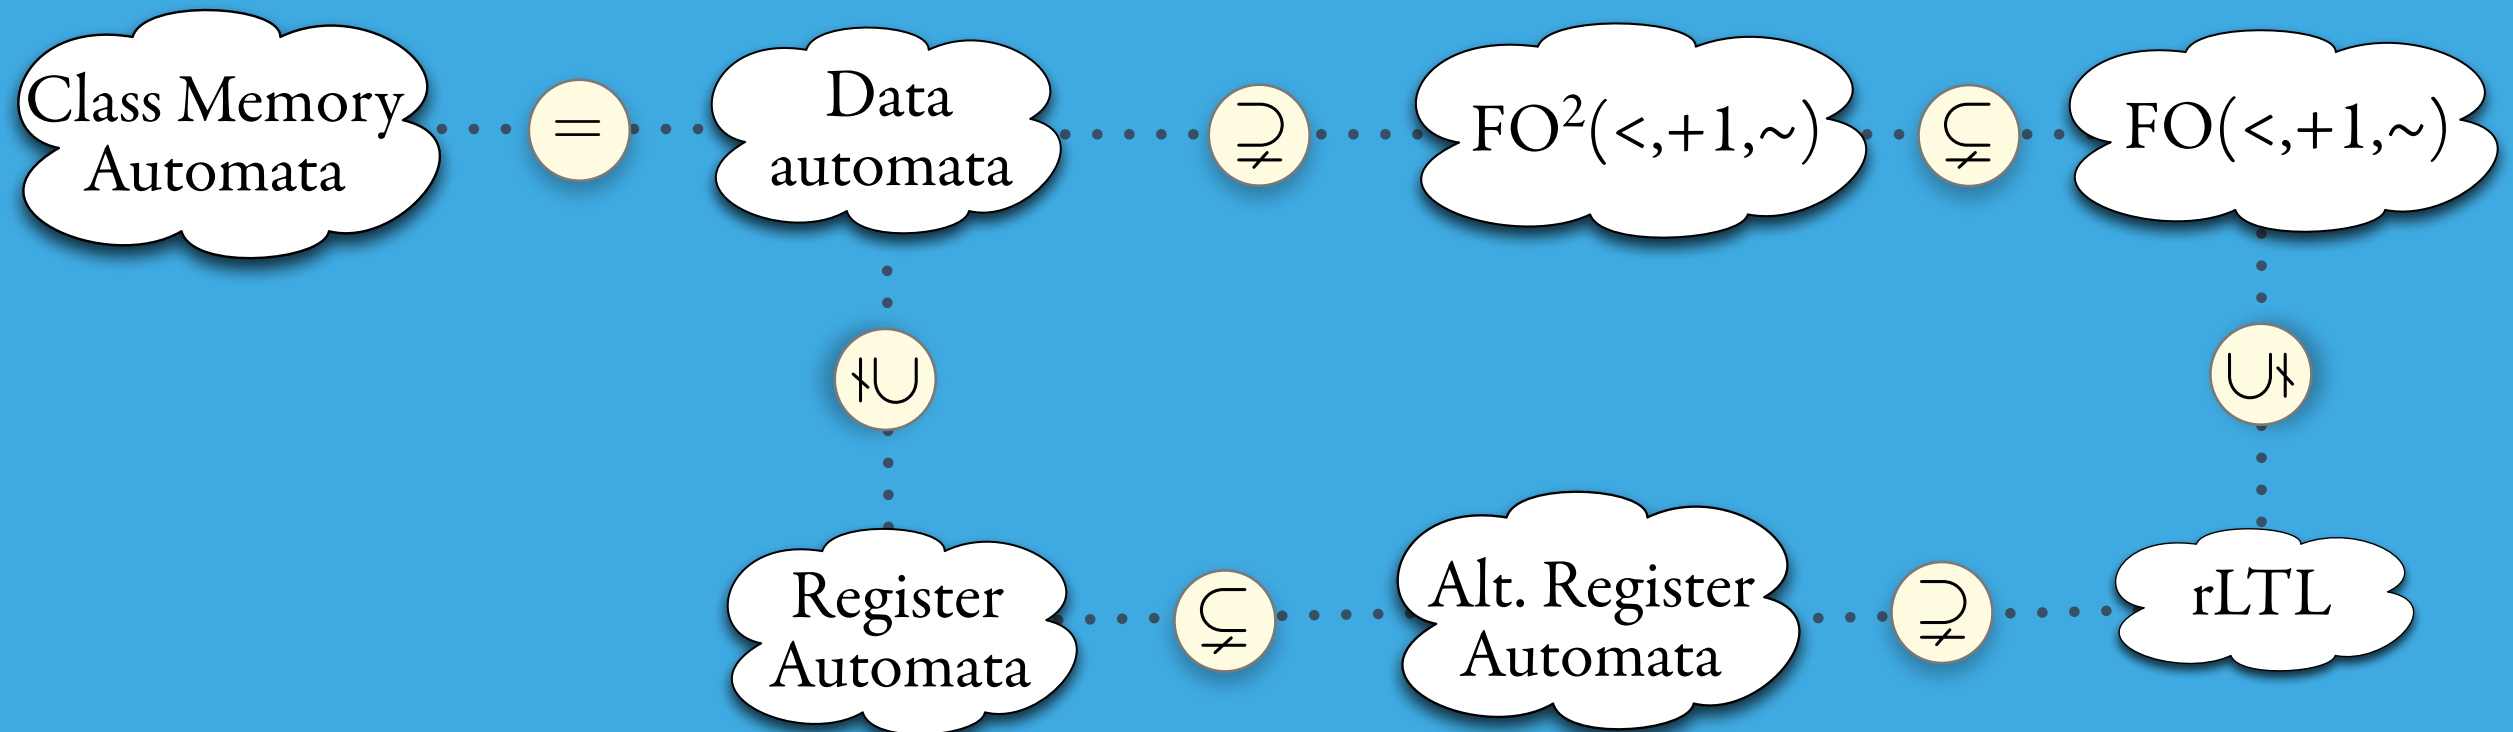 Class Memory
Automata
=
Data
automata
⊋
FO²(<,+1,~)
⊊
FO(<,+1,~)
⊊
⊊
Register
Automata
⊊
Alt. Register
Automata
⊋
rLTL